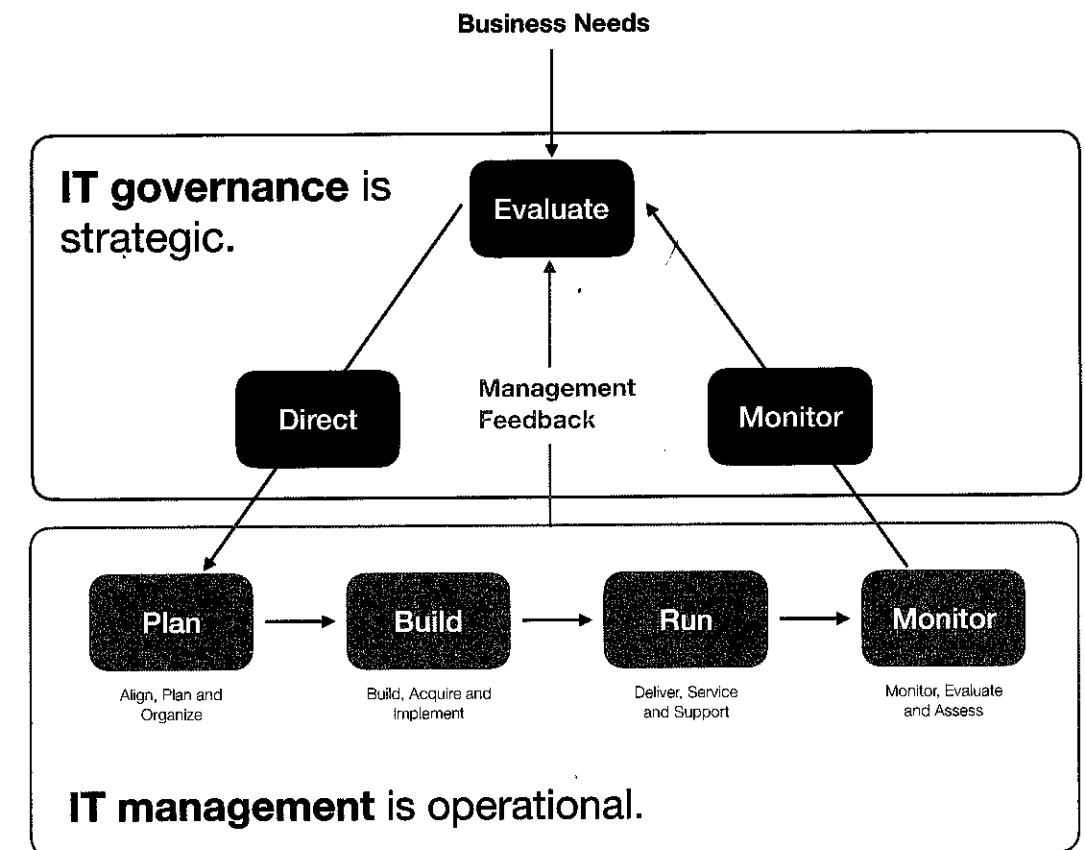 Business Needs
IT governance is
strategic.
Evaluate
Direct
Management
Feedback
Monitor
Plan
Build
Run
Monitor
Align, Plan and
Organize
Build, Acquire and
Implement
Deliver, Service
and Support
Monitor, Evaluate
and Assess
IT management is operational.